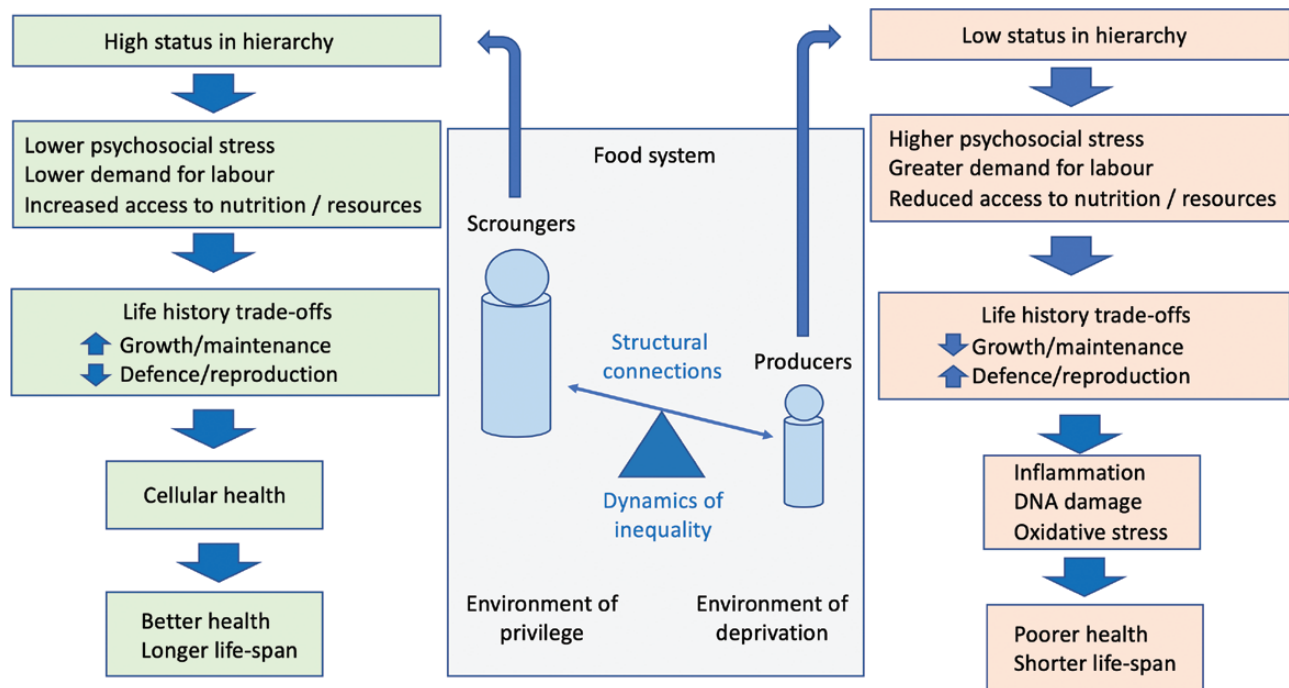 High status in hierarchy
Lower psychosocial stress
Lower demand for labour
Increased access to nutrition / resources
Life history trade-offs
Growth/maintenance
Defence/reproduction
Cellular health
Better health
Longer life-span
Food system
Scroungers
Structural
connections
Producers
Dynamics of
inequality
Environment of
privilege
Environment of
deprivation
Low status in hierarchy
Higher psychosocial stress
Greater demand for labour
Reduced access to nutrition / resources
Life history trade-offs
Growth/maintenance
Defence/reproduction
Inflammation
DNA damage
Oxidative stress
Poorer health
Shorter life-span